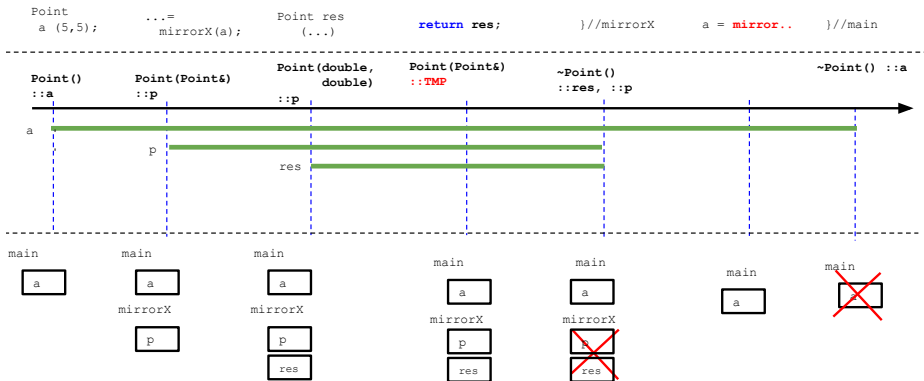 Point
a (5,5);
...=
mirrorX(a);
Point res
(...)
return res;
}//mirrorX
a = mirror..
}//main
Point()
::a
Point(Point&)
::p
Point(double,
double)
::p
Point(Point&)
::TMP
~Point()
::res, ::p
~Point() ::a
a
p
res
main
a
main
a
mirrorX
p
main
a
mirrorX
p
res
main
a
mirrorX
p
res
main
a
mirrorX
p
res
main
a
main
a